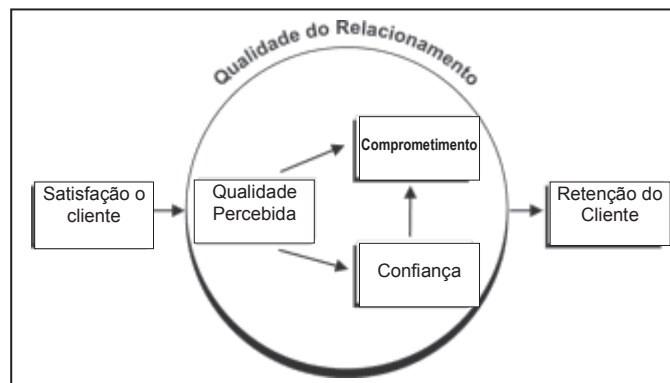 Qualidade do Relacionamento
Comprometimento
Satisfação o
cliente
Qualidade
Percebida
Retenção do
Cliente
Confiança